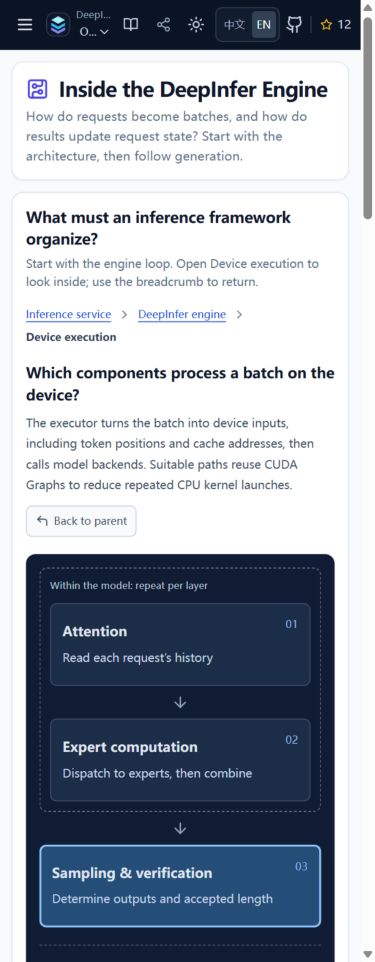 DeepI...
O...
中文
EN
12
Inside the DeepInfer Engine
How do requests become batches, and how do
results update request state? Start with the
architecture, then follow generation.
What must an inference framework
organize?
Start with the engine loop. Open Device execution to
look inside; use the breadcrumb to return.
Inference service > DeepInfer engine >
Device execution
Which components process a batch on the
device?
The executor turns the batch into device inputs,
including token positions and cache addresses, then
calls model backends. Suitable paths reuse CUDA
Graphs to reduce repeated CPU kernel launches.
Back to parent
Within the model: repeat per layer
Attention 01
Read each request's history
Expert computation 02
Dispatch to experts, then combine
Sampling & verification 03
Determine outputs and accepted length